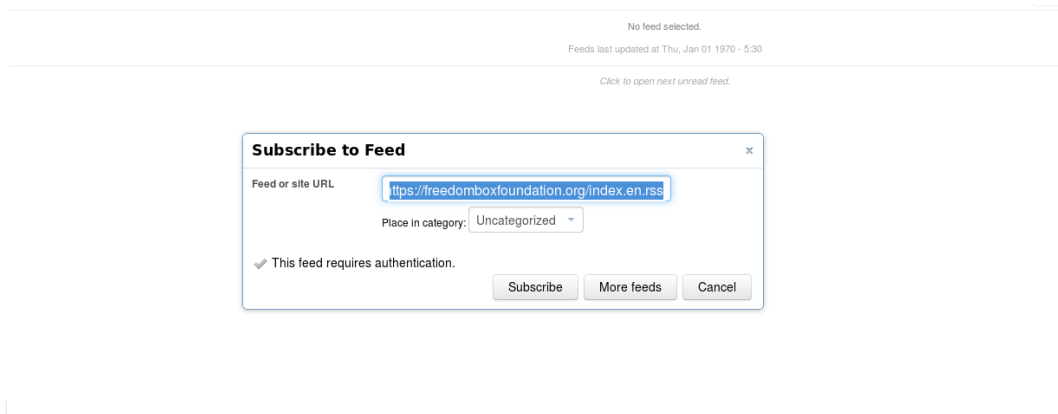 No feed selected.
Feeds last updated at Thu, Jan 01 1970 - 5:30
Click to open next unread feed.
Subscribe to Feed x
Feed or site URL ttps://freedomboxfoundation.org/index.en.rss
Place in category: Uncategorized
This feed requires authentication.
Subscribe More feeds Cancel